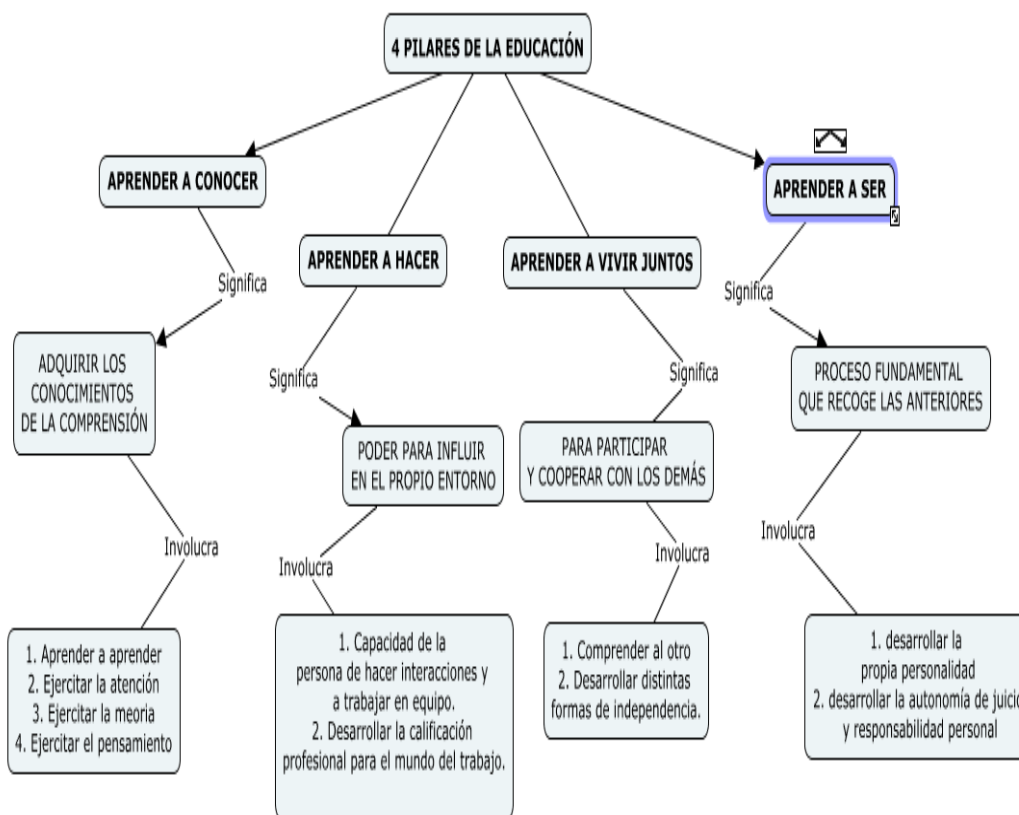 4 PILARES DE LA EDUCACIÓN
APRENDER A CONOCER
Significa
ADQUIRIR LOS
CONOCIMIENTOS
DE LA COMPRENSIÓN
Involucra
1. Aprender a aprender
2. Ejercitar la atención
3. Ejercitar la meoria
4. Ejercitar el pensamiento
APRENDER A HACER
Significa
PODER PARA INFLUIR
EN EL PROPIO ENTORNO
Involucra
1. Capacidad de la
persona de hacer interacciones y
a trabajar en equipo.
2. Desarrollar la calificación
profesional para el mundo del trabajo.
APRENDER A VIVIR JUNTOS
Significa
PARA PARTICIPAR
Y COOPERAR CON LOS DEMÁS
Involucra
1. Comprender al otro
2. Desarrollar distintas
formas de independencia.
APRENDER A SER
Significa
PROCESO FUNDAMENTAL
QUE RECOGE LAS ANTERIORES
Involucra
1. desarrollar la
propia personalidad
2. desarrollar la autonomía de juicio
y responsabilidad personal